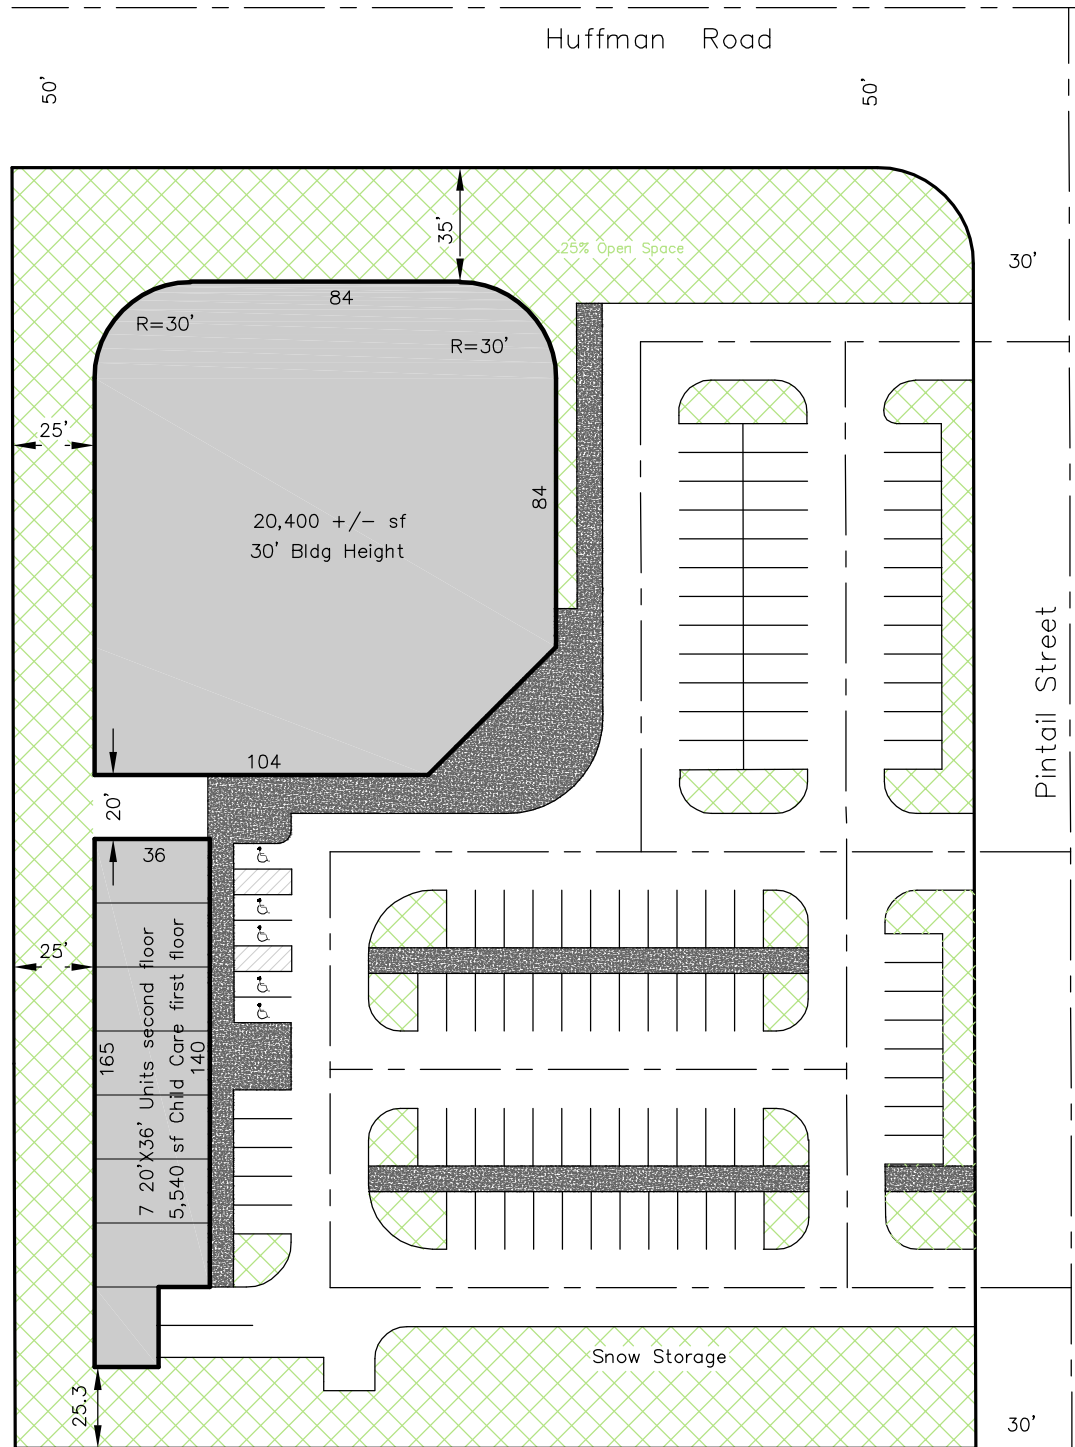 Huffman Road
50'
50'
35'
25% Open Space
30'
84
R=30'
R=30'
25'
84
20,400 +/- sf
30' Bldg Height
Pintail Street
104
20'
36
25'
7 20'X36' Units second floor
5,540 sf Child Care first floor
165
140
Snow Storage
25.3
30'